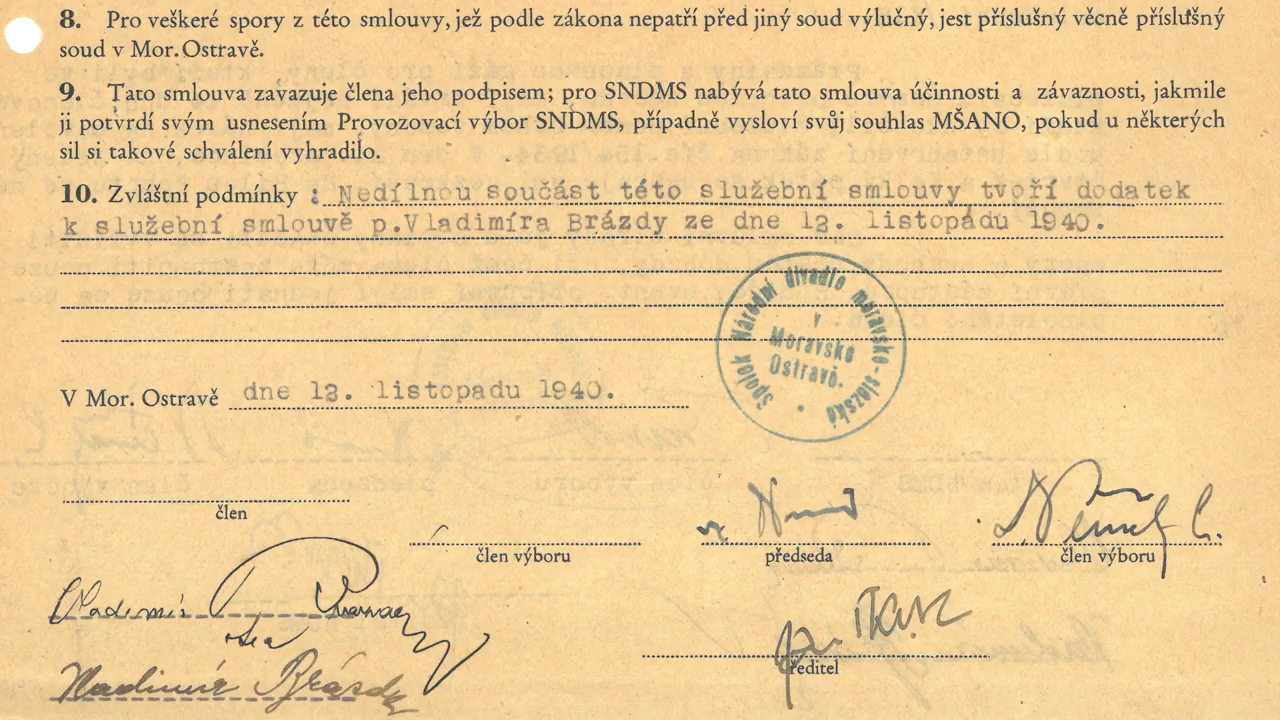 8. Pro veškeré spory z této smlouvy, jež podle zákona nepatří před jiný soud výlučný, jest příslušný věcně příslušný
soud v Mor. Ostravě.
9. Tato smlouva zavazuje člena jeho podpisem; pro SNDMS nabývá tato smlouva účinnosti a závaznosti, jakmile
ji potvrdí svým usnesením Provozovací výbor SNDMS, případně vysloví svůj souhlas MŠANO, pokud u některých
sil si takové schválení vyhradilo.
10. Zvláštní podmínky : Nedílnou součást této služební smlouvy tvoří dodatek
k služební smlouvě p.Vladimíra Brázdy ze dne 12. listopadu 1940.
Spolek Národní divadlo moravsko-slezské
v
Moravské
Ostravě.
V Mor. Ostravě dne 12. listopadu 1940.
člen
člen výboru
předseda
člen výboru
Vladimír
ředitel
Vladimír Brázda